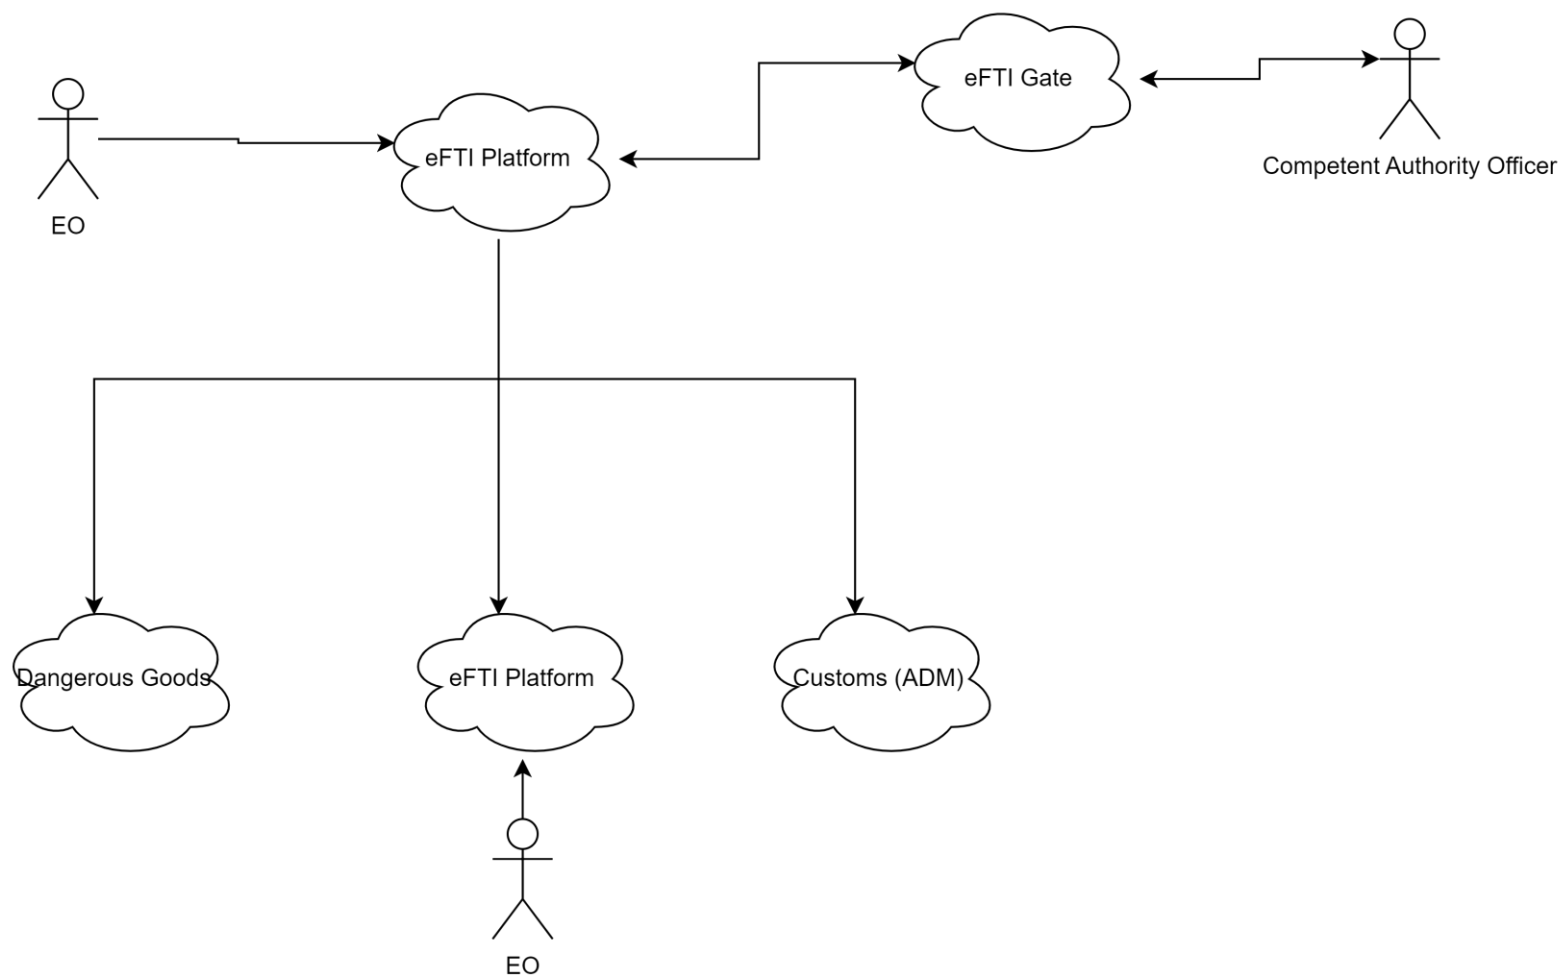 eFTI Gate
eFTI Platform
Competent Authority Officer
EO
Dangerous Goods
eFTI Platform
Customs (ADM)
EO